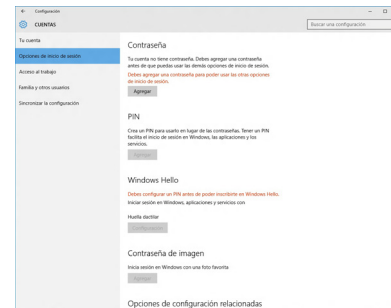 Configuración
CUENTAS
Buscar una configuración
Tu cuenta
Opciones de inicio de sesión
Acceso al trabajo
Familia y otros usuarios
Sincronizar la configuración
Contraseña
Tu cuenta no tiene contraseña. Debes agregar una contraseña
antes de que puedas usar las demás opciones de inicio de sesión.
Debes agregar una contraseña para poder usar las otras opciones
de inicio de sesión.
Agregar
PIN
Crea un PIN para usarlo en lugar de las contraseñas. Tener un PIN
facilita el inicio de sesión en Windows, las aplicaciones y los
servicios.
Agregar
Windows Hello
Debes configurar un PIN antes de poder inscribirte en Windows Hello.
Iniciar sesión en Windows, aplicaciones y servicios con
Huella dactilar
Configuración
Contraseña de imagen
Inicia sesión en Windows con una foto favorita
Agregar
Opciones de configuración relacionadas